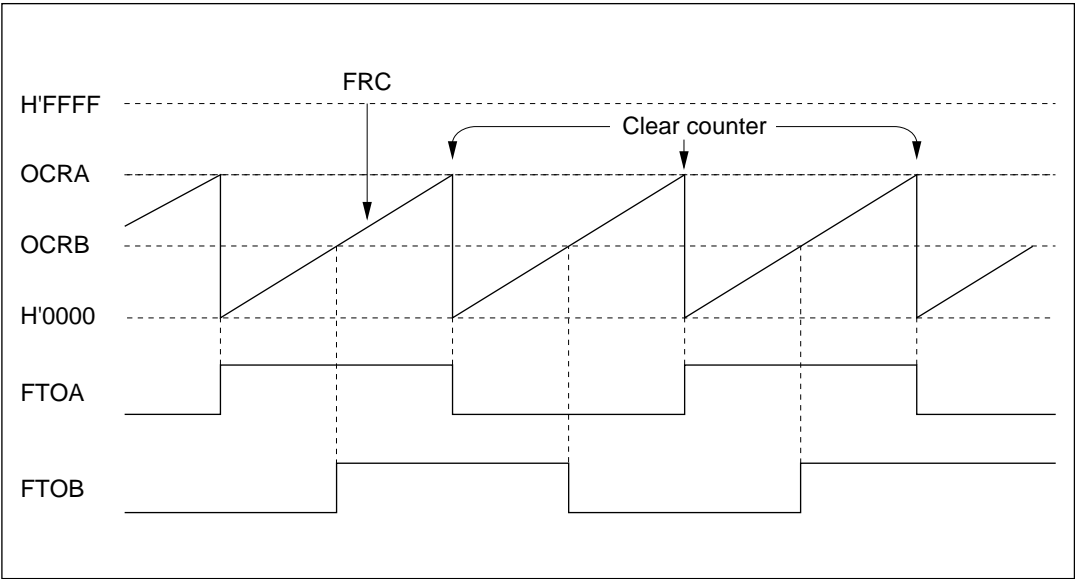 FRC
H'FFFF
Clear counter
OCRA
OCRB
H'0000
FTOA
FTOB